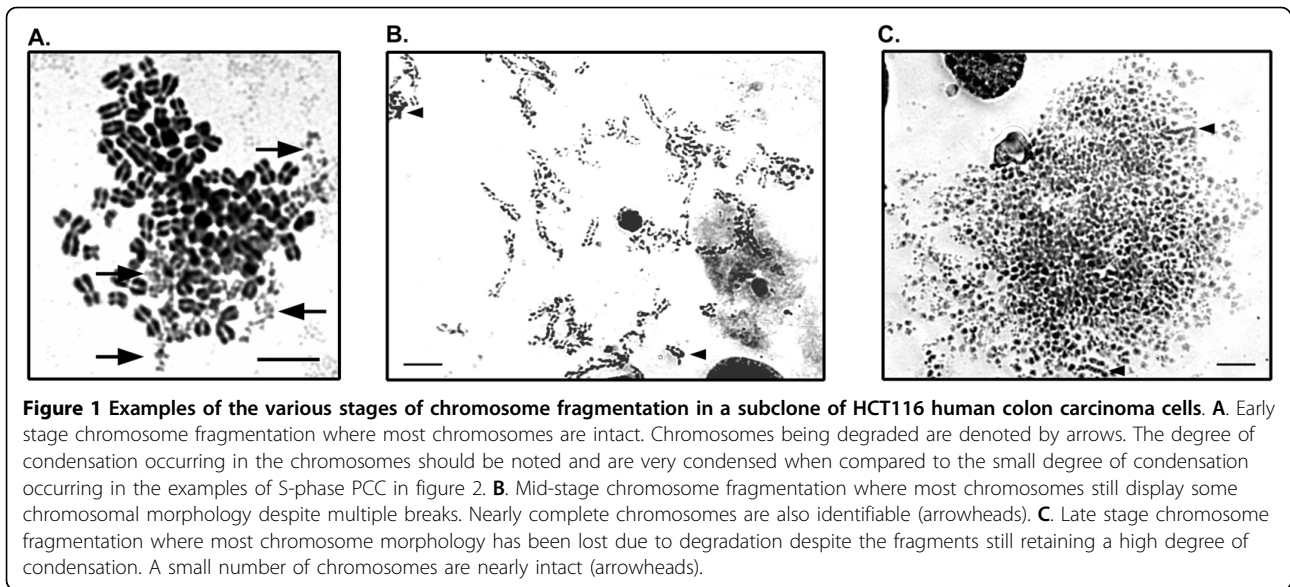 A.
B.
C.
Figure 1 Examples of the various stages of chromosome fragmentation in a subclone of HCT116 human colon carcinoma cells. A. Early
stage chromosome fragmentation where most chromosomes are intact. Chromosomes being degraded are denoted by arrows. The degree of
condensation occurring in the chromosomes should be noted and are very condensed when compared to the small degree of condensation
occurring in the examples of S-phase PCC in figure 2. B. Mid-stage chromosome fragmentation where most chromosomes still display some
chromosomal morphology despite multiple breaks. Nearly complete chromosomes are also identifiable (arrowheads). C. Late stage chromosome
fragmentation where most chromosome morphology has been lost due to degradation despite the fragments still retaining a high degree of
condensation. A small number of chromosomes are nearly intact (arrowheads).